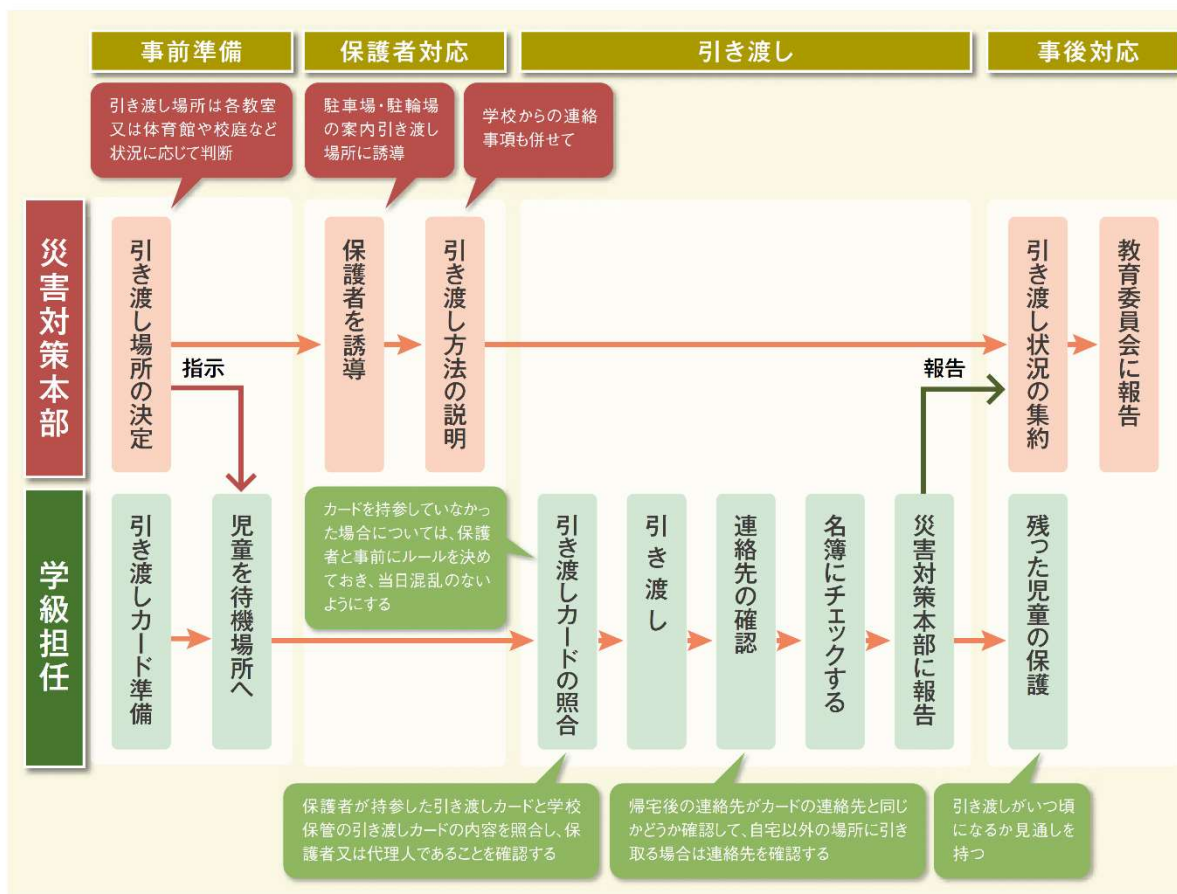 事前準備
保護者対応
引き渡し
事後対応
引き渡し場所は各教室
又は体育館や校庭など
状況に応じて判断
駐車場・駐輪場
の案内引き渡し
場所に誘導
学校からの連絡
事項も併せて
災害対策本部
引き渡し場所の決定
指示
保護者を誘導
引き渡し方法の説明
報告
引き渡し状況の集約
教育委員会に報告
学級担任
引き渡しカード準備
児童を待機場所へ
カードを持参していなかっ
た場合については、保護
者と事前にルールを決め
ておき、当日混乱のない
ようにする
引き渡しカードの照合
引き渡し
連絡先の確認
名簿にチェックする
災害対策本部に報告
残った児童の保護
保護者が持参した引き渡しカードと学校
保管の引き渡しカードの内容を照合し、保
護者又は代理人であることを確認する
帰宅後の連絡先がカードの連絡先と同じ
かどうか確認して、自宅以外の場所に引き
取る場合は連絡先を確認する
引き渡しがいつ頃
になるか見通しを
持つ